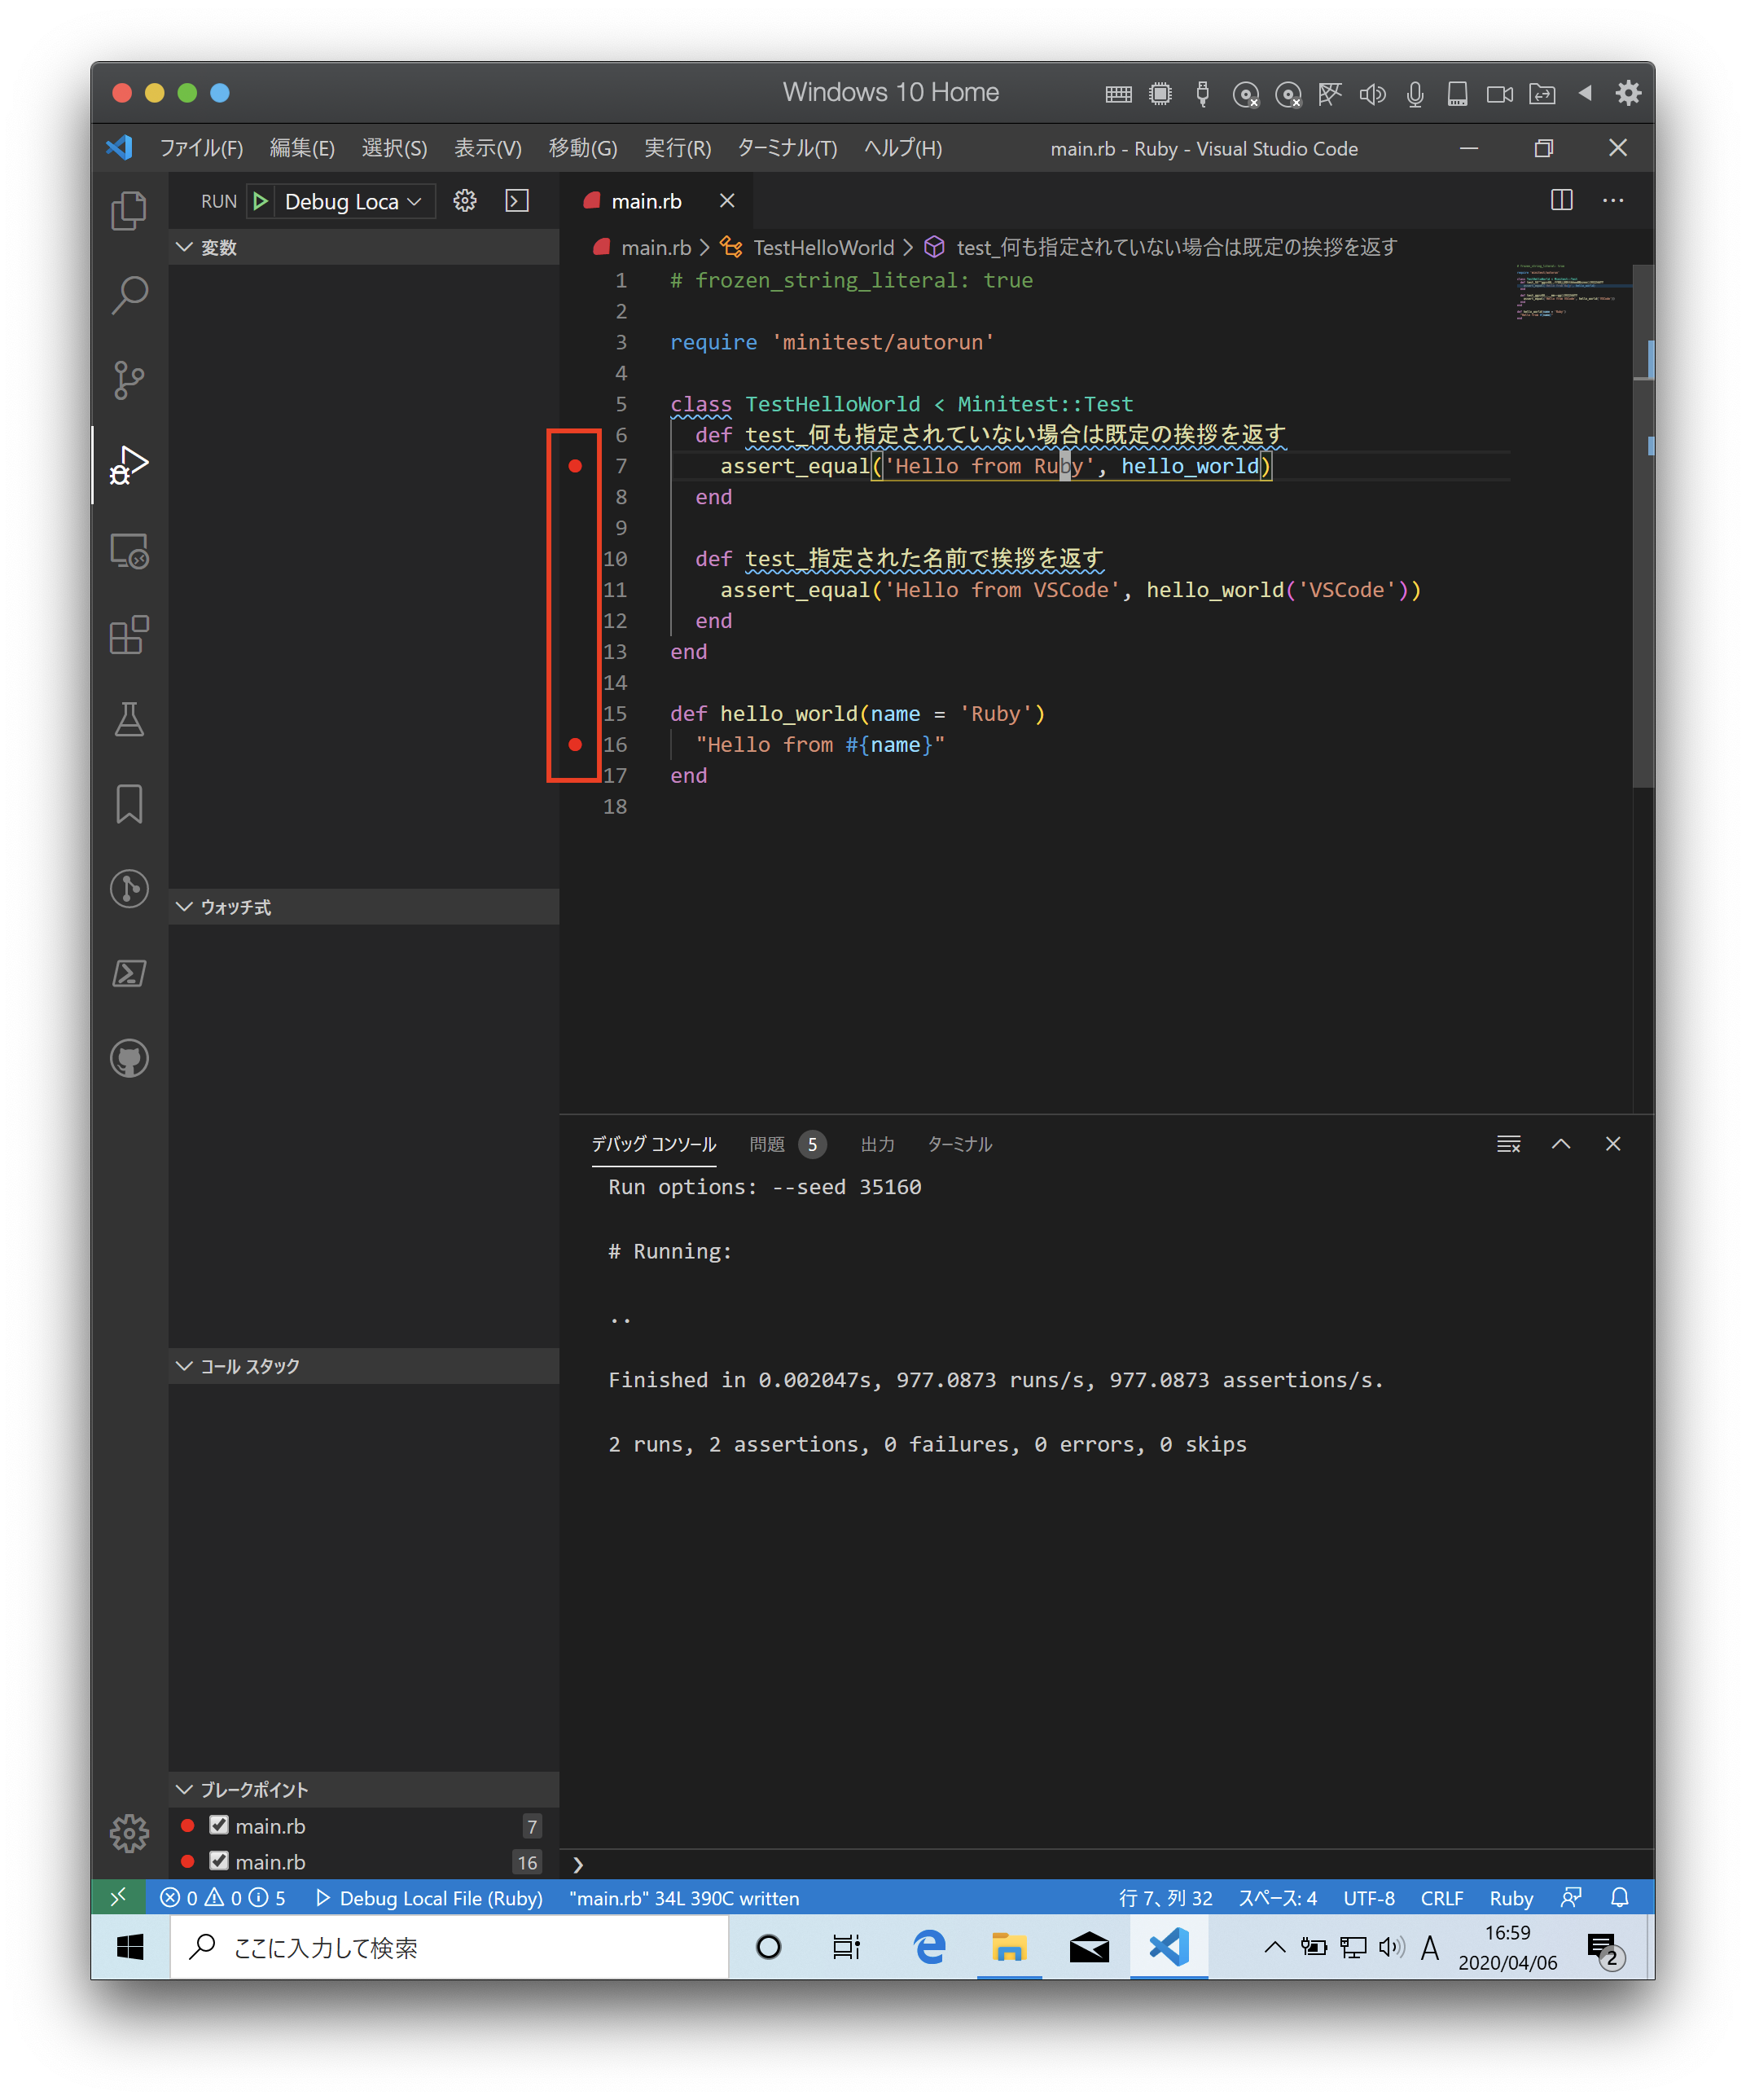 Windows 10 Home
ファイル(F) 編集(E) 選択(S) 表示(V) 移動(G) 実行(R) ターミナル(T) ヘルプ(H) main.rb - Ruby - Visual Studio Code
RUN Debug Loca
main.rb
変数
main.rb TestHelloWorld test_何も指定されていない場合は既定の挨拶を返す
1 # frozen_string_literal: true
2
3 require 'minitest/autorun'
4
5 class TestHelloWorld < Minitest::Test
6 def test_何も指定されていない場合は既定の挨拶を返す
7 assert_equal('Hello from Ruby', hello_world)
8 end
9
10 def test_指定された名前で挨拶を返す
11 assert_equal('Hello from VSCode', hello_world('VSCode'))
12 end
13 end
14
15 def hello_world(name = 'Ruby')
16 "Hello from #{name}"
17 end
18
ウォッチ式
コール スタック
ブレークポイント
main.rb 7
main.rb 16
デバッグ コンソール 問題 5 出力 ターミナル
Run options: --seed 35160
# Running:
..
Finished in 0.002047s, 977.0873 runs/s, 977.0873 assertions/s.
2 runs, 2 assertions, 0 failures, 0 errors, 0 skips
0 0 5 Debug Local File (Ruby) "main.rb" 34L 390C written 行 7、列 32 スペース: 4 UTF-8 CRLF Ruby
ここに入力して検索
A
16:59
2020/04/06
2